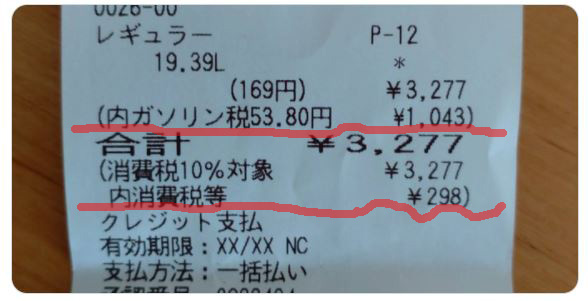 0026-00
レギュラー P-12
19.39L *
(169円) ¥3,277
(内ガソリン税53.80円 ¥1,043)
合計 ¥3,277
(消費税10%対象 ¥3,277
内消費税等 ¥298)
クレジット支払
有効期限:XX/XX NC
支払方法:一括払い